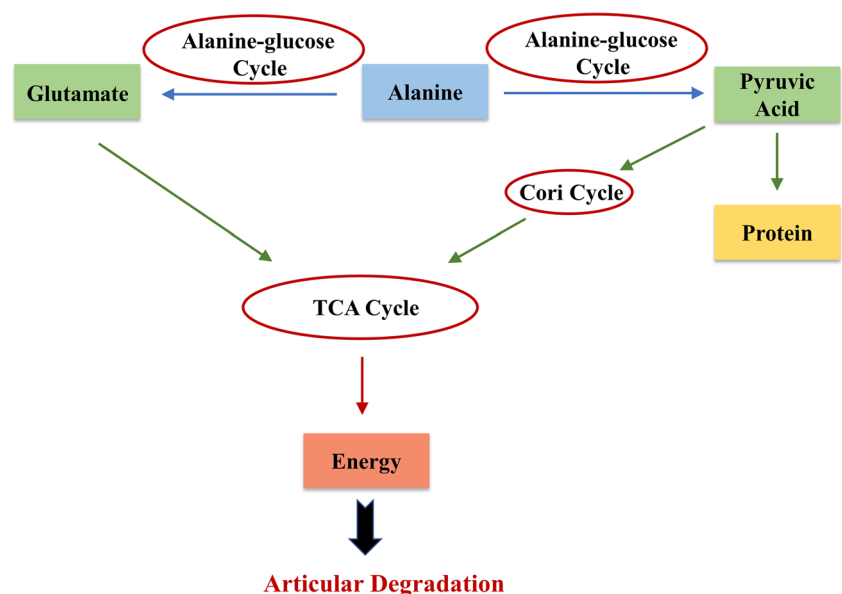 Alanine-glucose
Cycle
Alanine-glucose
Cycle
Glutamate
Alanine
Pyruvic
Acid
Cori Cycle
Protein
TCA Cycle
Energy
Articular Degradation